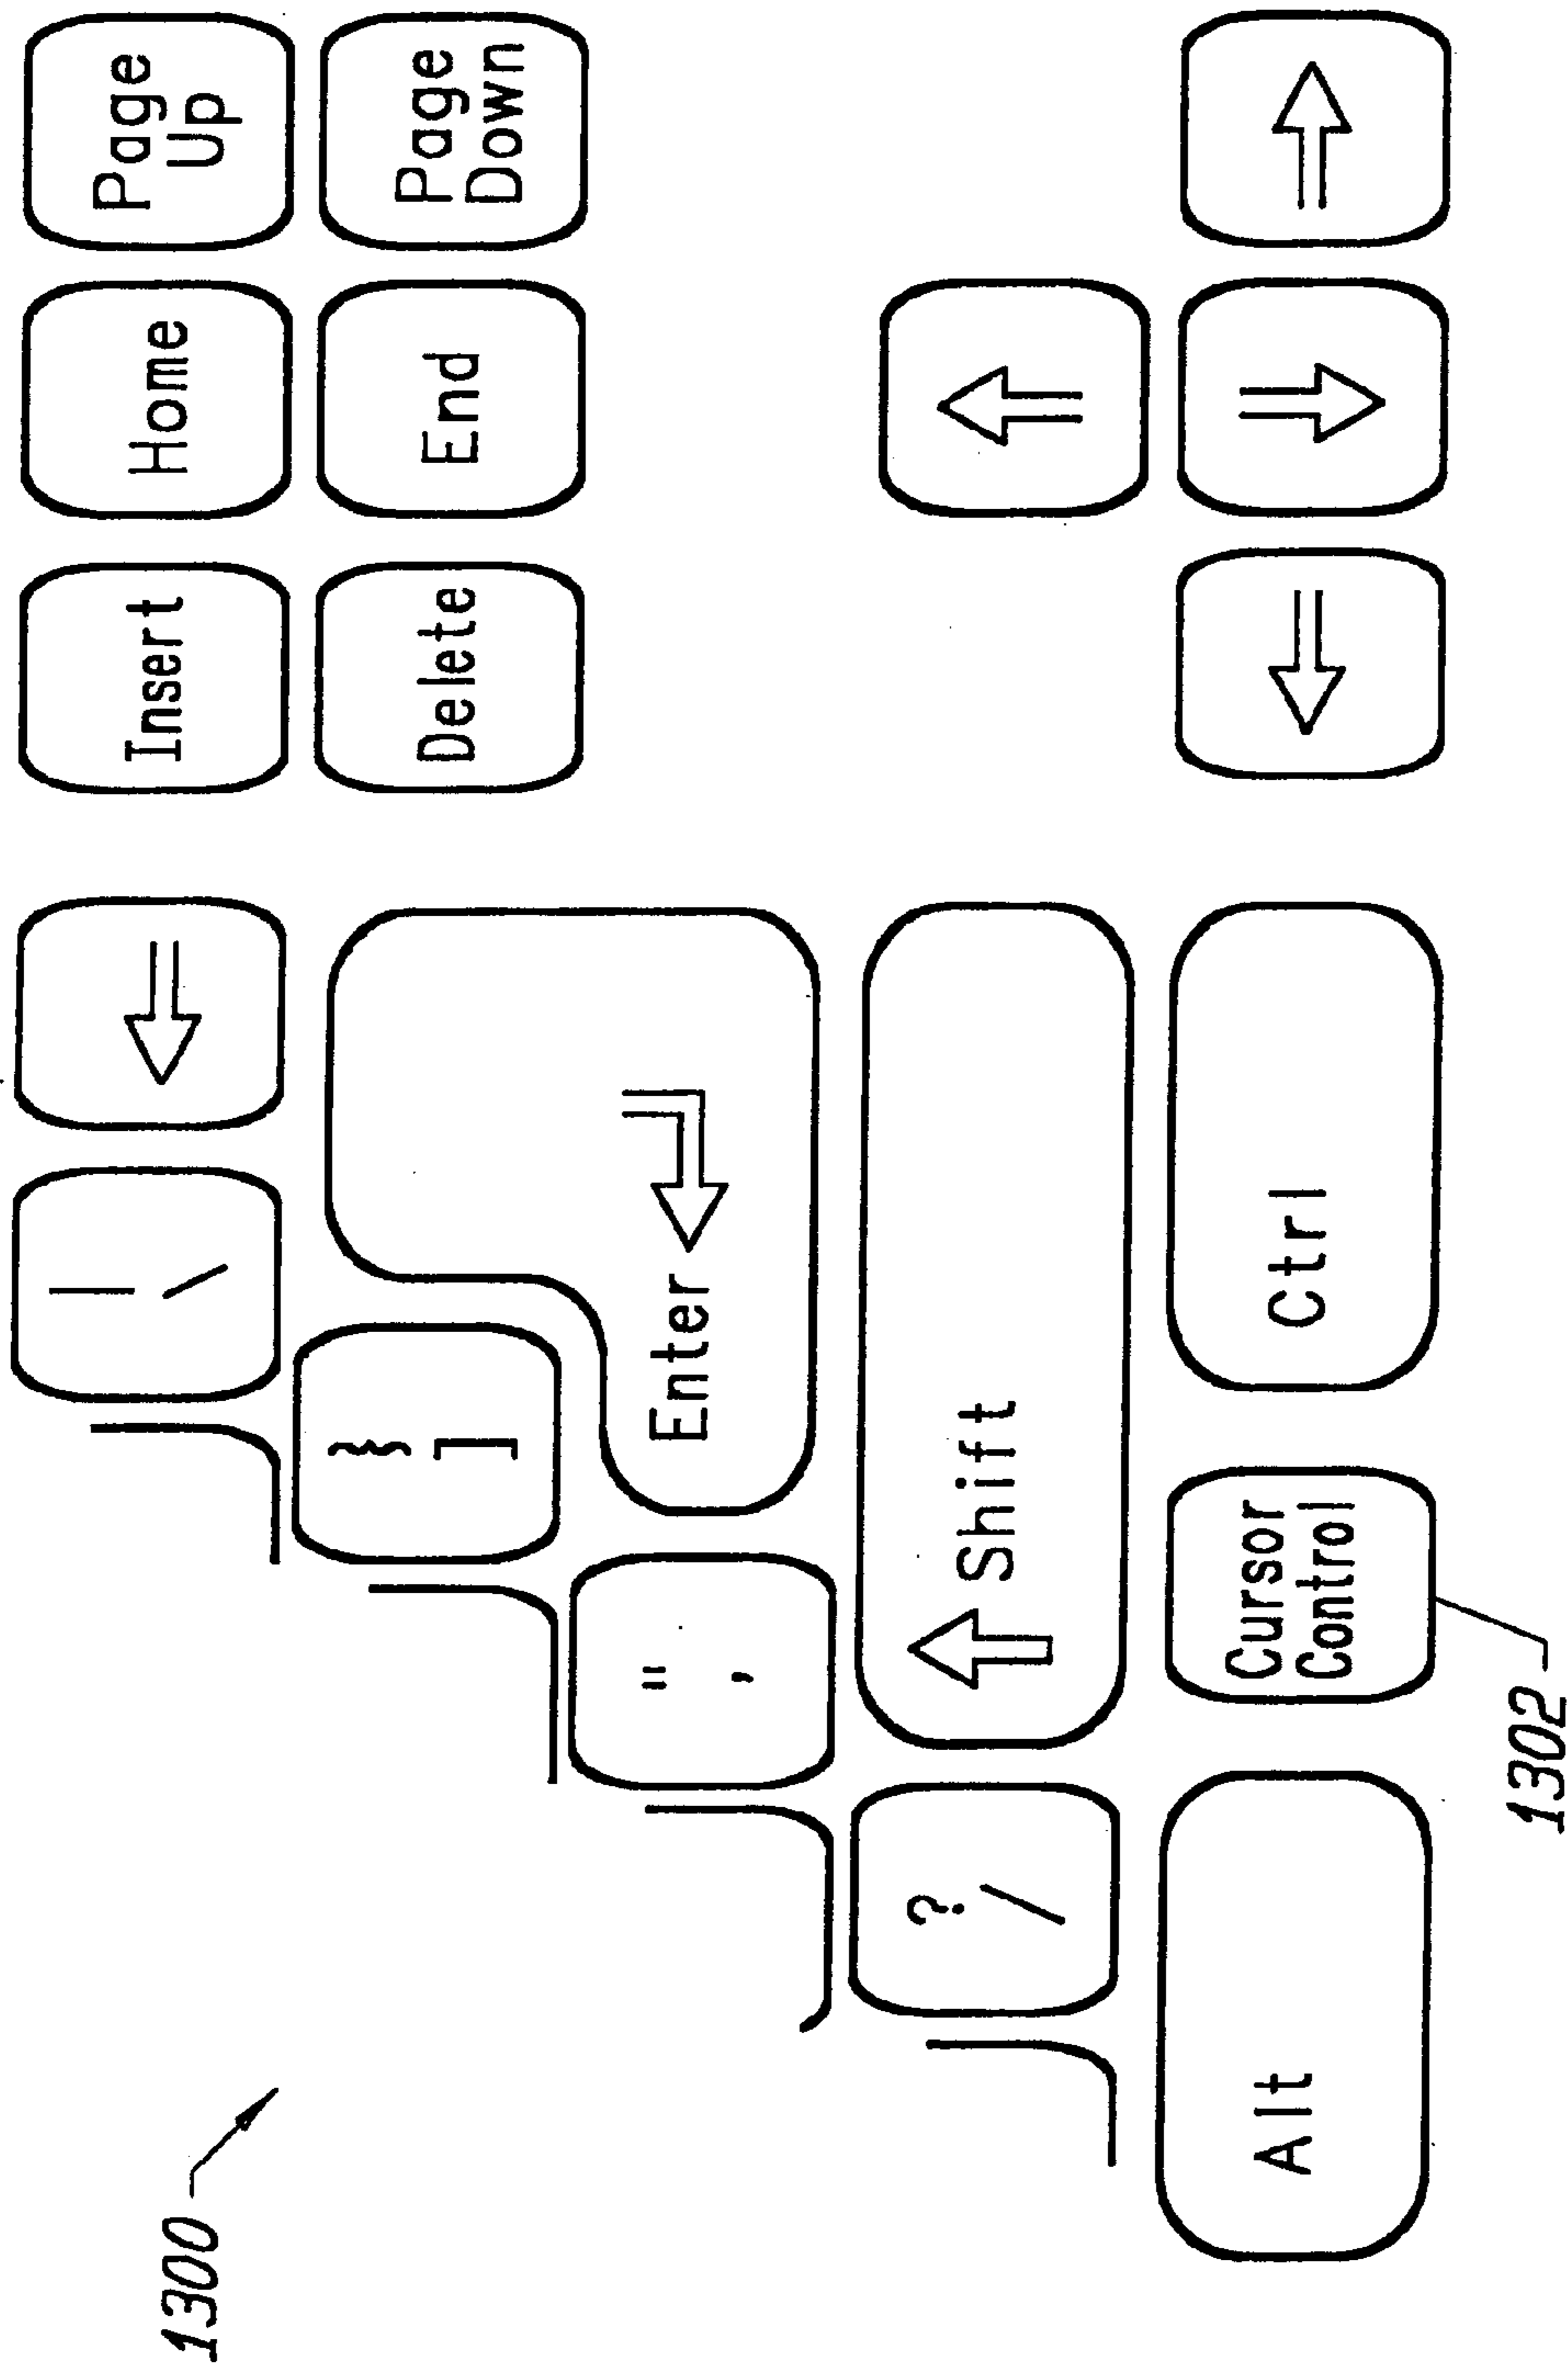 1300
|
\
Insert
Home
Page
Up
}
]
Delete
End
Page
Down
"
,
Enter
?
/
Shift
Alt
Cursor
Control
Ctrl
1302